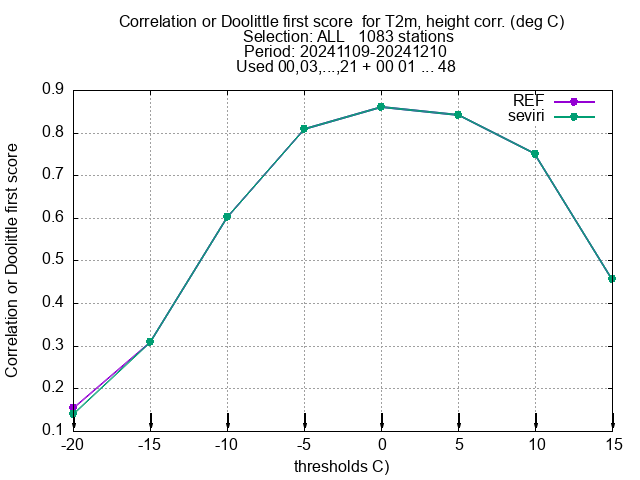 Correlation or Doolittle first score  for T2m, height corr. (deg C)
Selection: ALL   1083 stations
Period: 20241109-20241210
Used 00,03,...,21 + 00 01 ... 48
REF
seviri
Correlation or Doolittle first score
0.9
0.8
0.7
0.6
0.5
0.4
0.3
0.2
0.1
-20 -15 -10 -5 0 5 10 15
thresholds C)